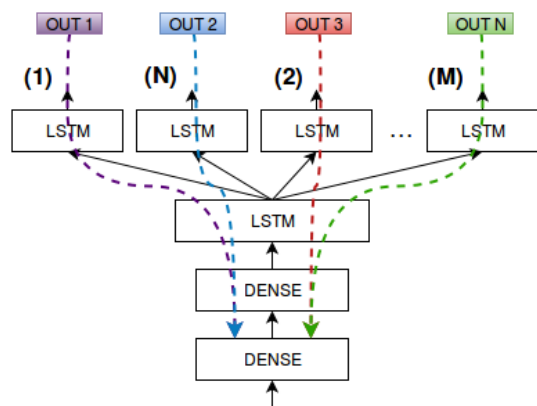 OUT 1 OUT 2 OUT 3 OUT N
(1) (N) (2) (M)
LSTM LSTM LSTM ... LSTM
LSTM
DENSE
DENSE